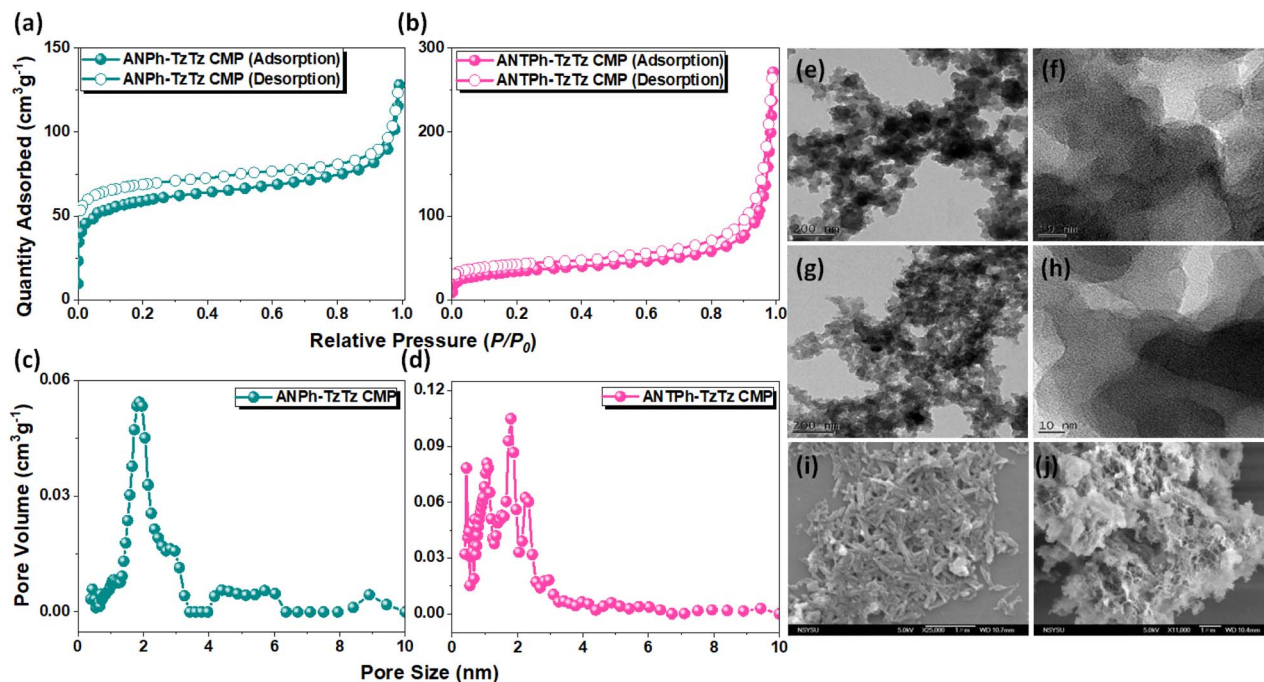 (a)
(b)
150
100
50
0
0.0 0.2 0.4 0.6 0.8 1.0
ANPh-TzTz CMP (Adsorption)
ANPh-TzTz CMP (Desorption)
Quantity Adsorbed (cm³g⁻¹)
300
200
100
0
0.0 0.2 0.4 0.6 0.8 1.0
ANTPh-TzTz CMP (Adsorption)
ANTPh-TzTz CMP (Desorption)
Relative Pressure (P/P₀)
(c)
(d)
0.06
0.03
0.00
0 2 4 6 8 10
ANPh-TzTz CMP
Pore Volume (cm³g⁻¹)
0.12
0.09
0.06
0.03
0.00
0 2 4 6 8 10
ANTPh-TzTz CMP
Pore Size (nm)
(e)
200 nm
(f)
nm
(g)
200 nm
(h)
10 nm
(i)
NSYSU 5.0kV X25,000 WD 10.7mm
(j)
NSYSU 5.0kV X11,000 WD 10.4mm